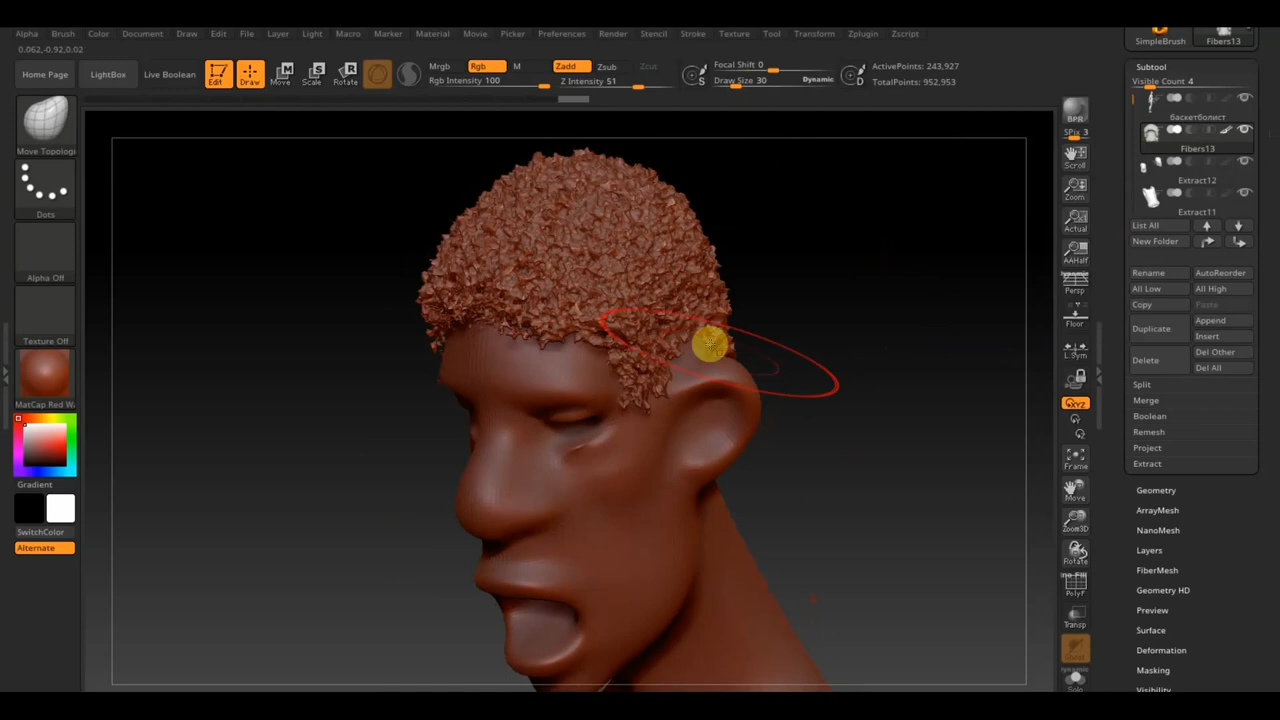 Alpha Brush Color Document Draw Edit File Layer Light Macro Marker Material Movie Picker Preferences Render Stencil Stroke Texture Tool Transform Zplugin Zscript
0.062,-0.92,0.02
Home Page LightBox Live Boolean Edit Draw Move Scale Rotate
Mrgb Rgb M Zadd Zsub Zcut
Rgb Intensity 100 Z Intensity 51
Focal Shift 0
Draw Size 30 Dynamic
ActivePoints: 243,927
TotalPoints: 952,953
S
D
Move Topologi
Dots
Alpha Off
Texture Off
MatCap Red Wa
Gradient
SwitchColor
Alternate
BPR
SPix 3
Scroll
Zoom
Actual
AAHalf
Dynamic
Persp
Floor
L.Sym
XYZ
Frame
Move
Zoom3D
Rotate
PolyF
Transp
Ghost
Dynamic
Solo
SimpleBrush Fibers13
Subtool
Visible Count 4
баскетболист
Fibers13
Extract12
Extract11
List All
New Folder
Rename AutoReorder
All Low All High
Copy Paste
Duplicate Append
Insert
Delete Del Other
Del All
Split
Merge
Boolean
Remesh
Project
Extract
Geometry
ArrayMesh
NanoMesh
Layers
FiberMesh
Geometry HD
Preview
Surface
Deformation
Masking
Visibility